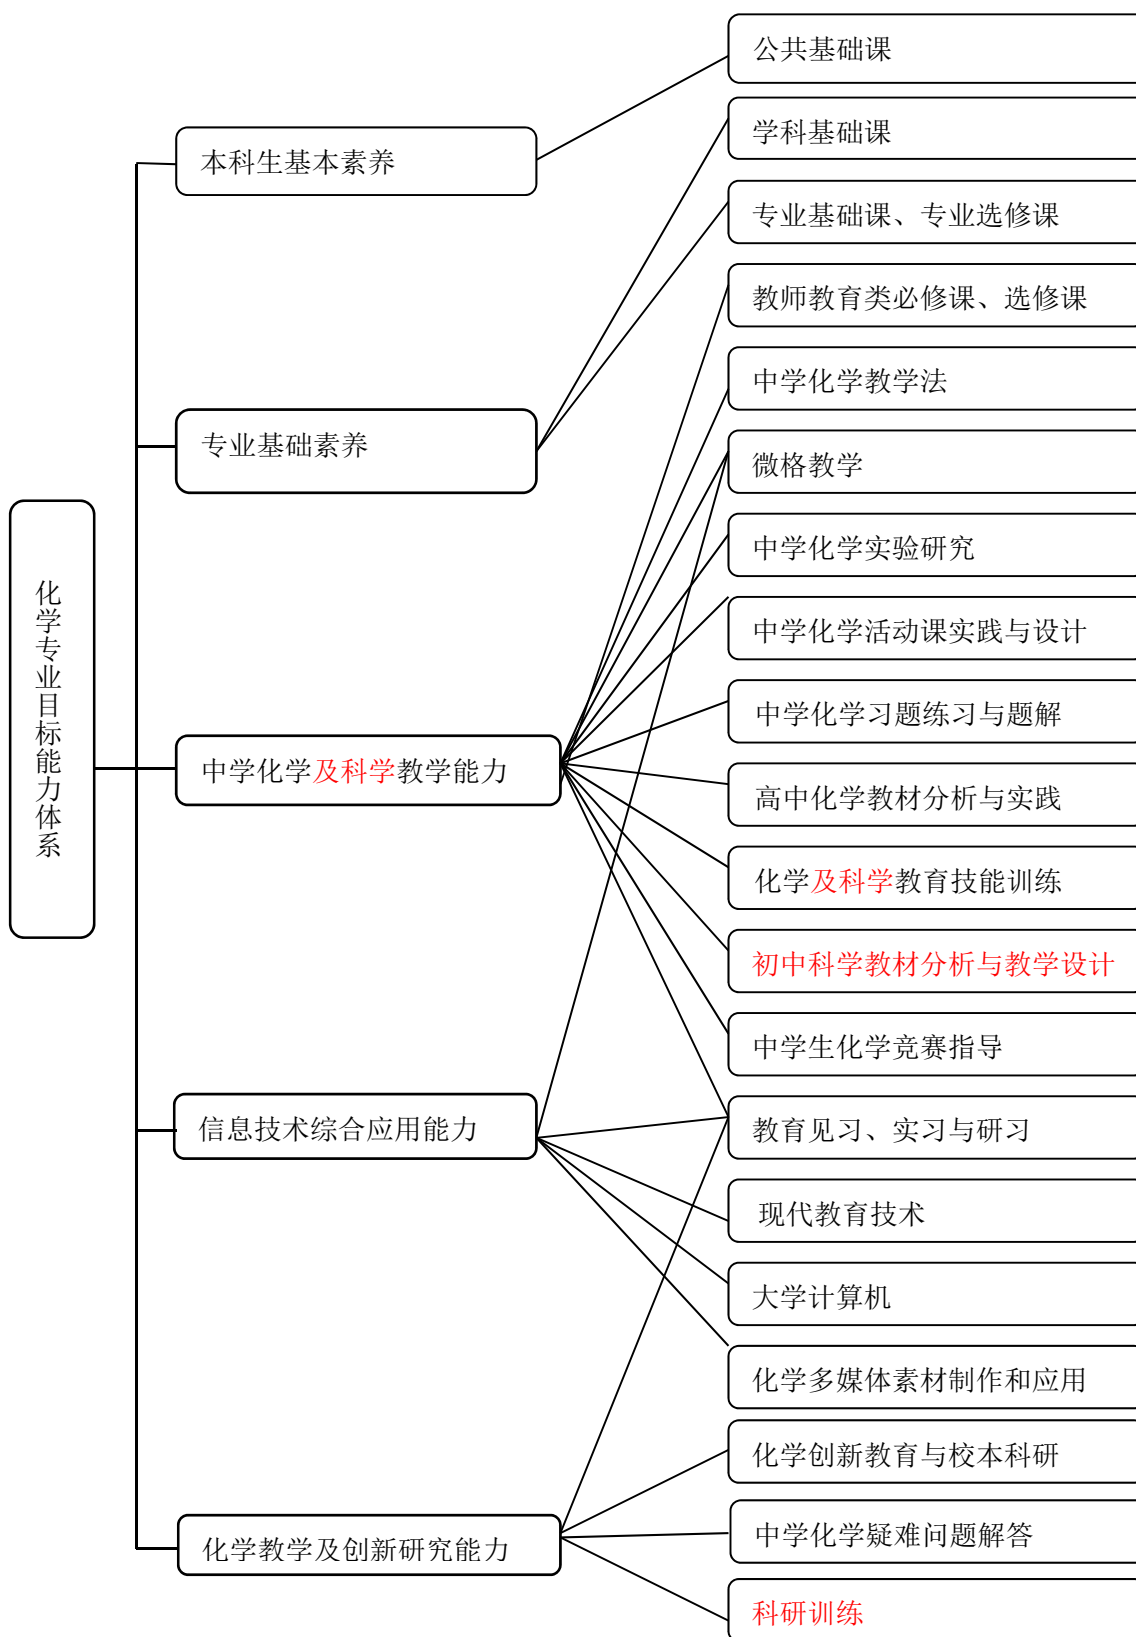 化学专业目标能力体系
本科生基本素养
专业基础素养
中学化学及科学教学能力
信息技术综合应用能力
化学教学及创新研究能力
公共基础课
学科基础课
专业基础课、专业选修课
教师教育类必修课、选修课
中学化学教学法
微格教学
中学化学实验研究
中学化学活动课实践与设计
中学化学习题练习与题解
高中化学教材分析与实践
化学及科学教育技能训练
初中科学教材分析与教学设计
中学生化学竞赛指导
教育见习、实习与研习
现代教育技术
大学计算机
化学多媒体素材制作和应用
化学创新教育与校本科研
中学化学疑难问题解答
科研训练